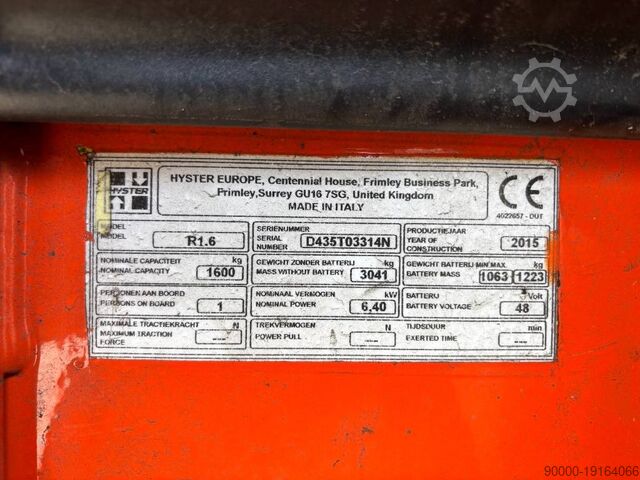 HYSTER
HYSTER EUROPE, Centennial House, Frimley Business Park,
Frimley,Surrey GU16 7SG, United Kingdom
MADE IN ITALY
CE
4022657 - DUT
MODEL
MODEL R1.6
SERIENUMMER
SERIAL NUMBER D435T03314N
PRODUCTIEJAAR
YEAR OF CONSTRUCTION 2015
NOMINALE CAPACITEIT kg
NOMINAL CAPACITY 1600
GEWICHT ZONDER BATTERIJ kg
MASS WITHOUT BATTERY 3041
GEWICHT BATTERIJ MIN MAX kg
BATTERY MASS 1063 1223
PERSONEN AAN BOORD
PERSONS ON BOARD 1
NOMINAAL VERMOGEN kW
NOMINAL POWER 6,40
BATTERIJ Volt
BATTERY VOLTAGE 48
MAXIMALE TRACTIEKRACHT N
MAXIMUM TRACTION FORCE ---
TREKVERMOGEN N
POWER PULL ---
TIJDSDUUR min
EXERTED TIME ---
90000-19164066